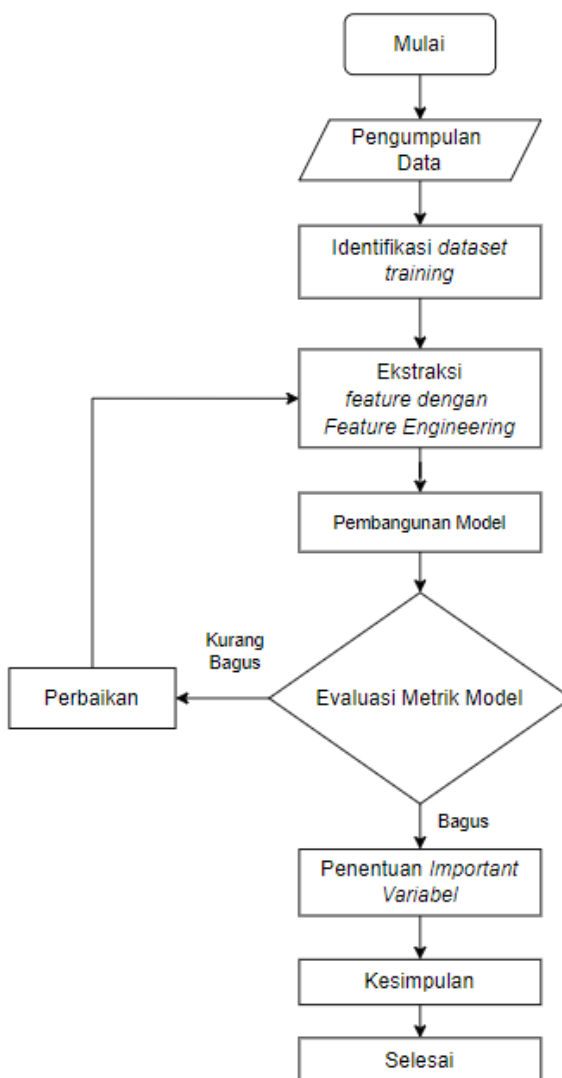 Mulai
Pengumpulan
Data
Identifikasi dataset
training
Ekstraksi
feature dengan
Feature Engineering
Pembangunan Model
Kurang
Bagus
Perbaikan
Evaluasi Metrik Model
Bagus
Penentuan Important
Variabel
Kesimpulan
Selesai